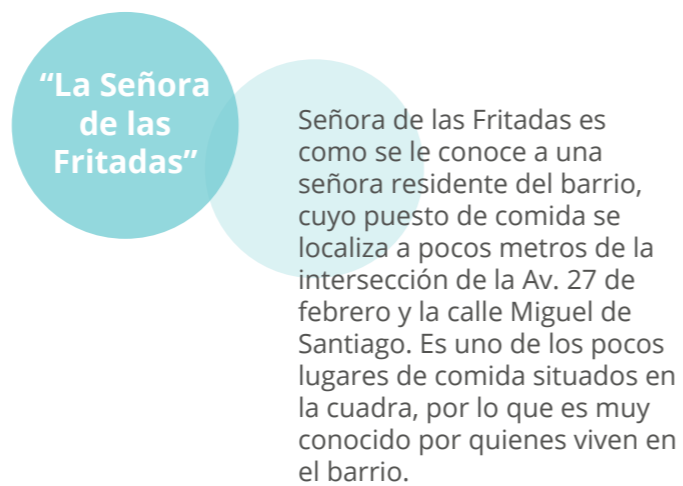 “La Señora
de las
Fritadas”
Señora de las Fritadas es
como se le conoce a una
señora residente del barrio,
cuyo puesto de comida se
localiza a pocos metros de la
intersección de la Av. 27 de
febrero y la calle Miguel de
Santiago. Es uno de los pocos
lugares de comida situados en
la cuadra, por lo que es muy
conocido por quienes viven en
el barrio.